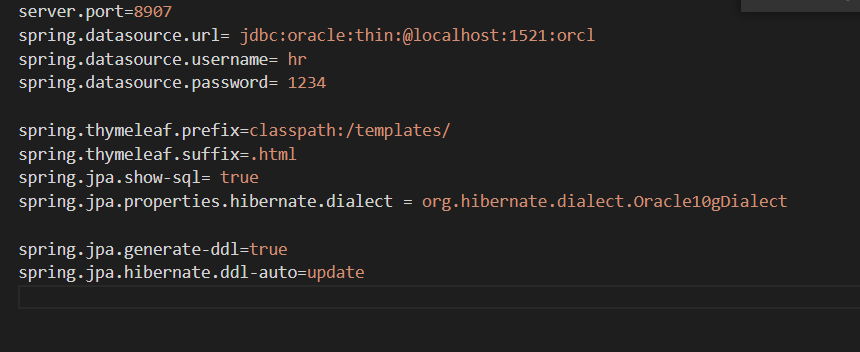 server.port=8907
spring.datasource.url= jdbc:oracle:thin:@localhost:1521:orcl
spring.datasource.username= hr
spring.datasource.password= 1234
spring.thymeleaf.prefix=classpath:/templates/
spring.thymeleaf.suffix=.html
spring.jpa.show-sql= true
spring.jpa.properties.hibernate.dialect = org.hibernate.dialect.Oracle10gDialect
spring.jpa.generate-ddl=true
spring.jpa.hibernate.ddl-auto=update